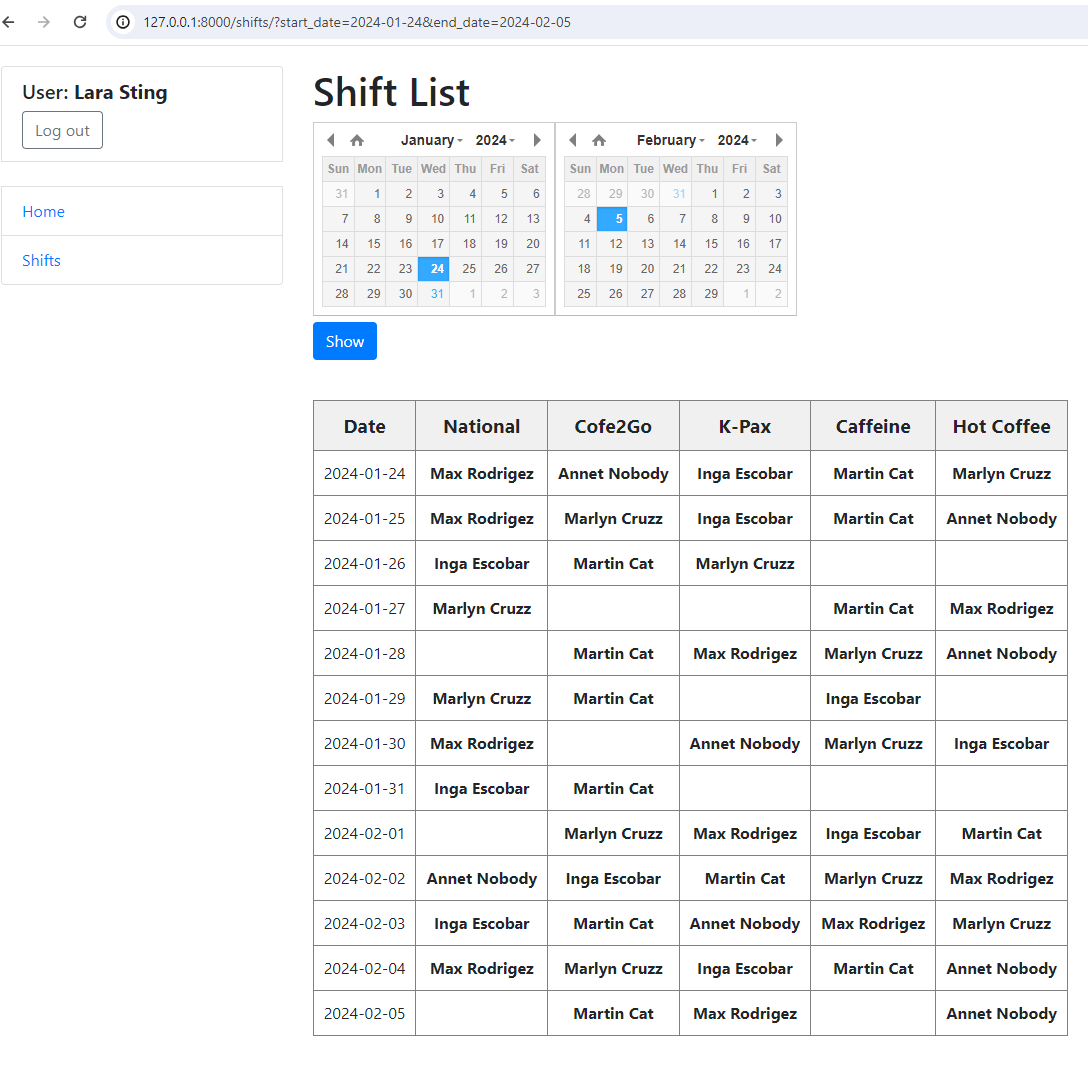 127.0.0.1:8000/shifts/?start_date=2024-01-24&end_date=2024-02-05
User: Lara Sting
Log out
Home
Shifts
Shift List
January 2024
Sun Mon Tue Wed Thu Fri Sat
31 1 2 3 4 5 6
7 8 9 10 11 12 13
14 15 16 17 18 19 20
21 22 23 24 25 26 27
28 29 30 31 1 2 3
February 2024
Sun Mon Tue Wed Thu Fri Sat
28 29 30 31 1 2 3
4 5 6 7 8 9 10
11 12 13 14 15 16 17
18 19 20 21 22 23 24
25 26 27 28 29 1 2
Show
Date National Cofe2Go K-Pax Caffeine Hot Coffee
2024-01-24 Max Rodrigez Annet Nobody Inga Escobar Martin Cat Marlyn Cruzz
2024-01-25 Max Rodrigez Marlyn Cruzz Inga Escobar Martin Cat Annet Nobody
2024-01-26 Inga Escobar Martin Cat Marlyn Cruzz
2024-01-27 Marlyn Cruzz Martin Cat Max Rodrigez
2024-01-28 Martin Cat Max Rodrigez Marlyn Cruzz Annet Nobody
2024-01-29 Marlyn Cruzz Martin Cat Inga Escobar
2024-01-30 Max Rodrigez Annet Nobody Marlyn Cruzz Inga Escobar
2024-01-31 Inga Escobar Martin Cat
2024-02-01 Marlyn Cruzz Max Rodrigez Inga Escobar Martin Cat
2024-02-02 Annet Nobody Inga Escobar Martin Cat Marlyn Cruzz Max Rodrigez
2024-02-03 Inga Escobar Martin Cat Annet Nobody Max Rodrigez Marlyn Cruzz
2024-02-04 Max Rodrigez Marlyn Cruzz Inga Escobar Martin Cat Annet Nobody
2024-02-05 Martin Cat Max Rodrigez Annet Nobody